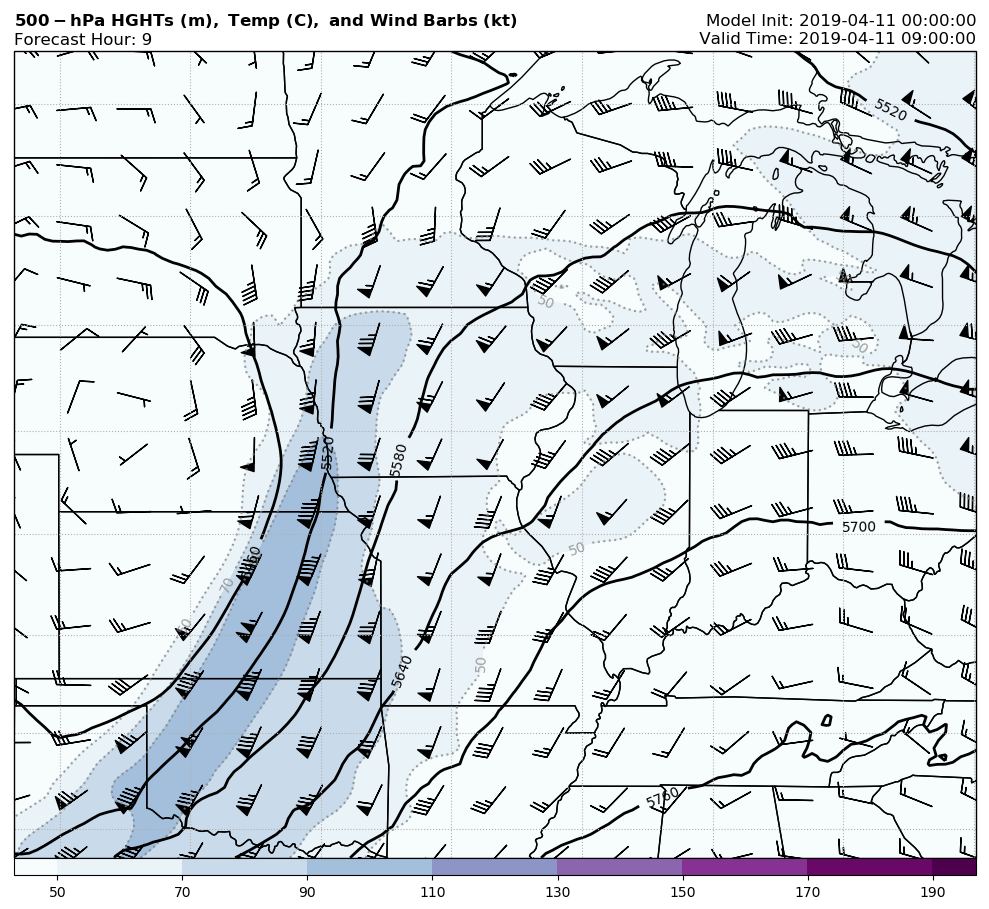 500−hPa HGHTs (m), Temp (C), and Wind Barbs (kt)
Model Init: 2019-04-11 00:00:00
Forecast Hour: 9
Valid Time: 2019-04-11 09:00:00
5520
50
50
5520
5580
5700
50
5460
70
50
50
5640
5760
50 70 90 110 130 150 170 190